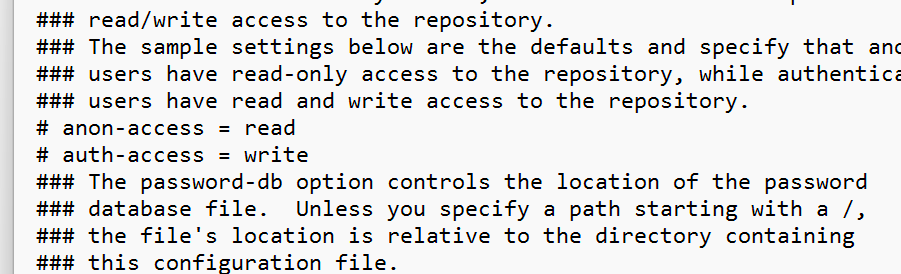 ### read/write access to the repository.
### The sample settings below are the defaults and specify that
### users have read-only access to the repository, while
### users have read and write access to the repository.
# anon-access = read
# auth-access = write
### The password-db option controls the location of the password
### database file.  Unless you specify a path starting with a /,
### the file's location is relative to the directory containing
### this configuration file.